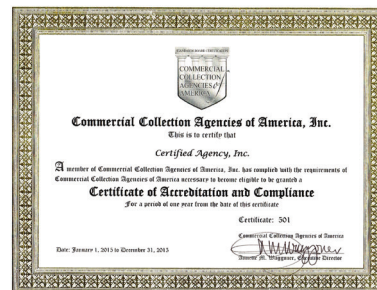 COMMERCIAL
COLLECTION
AGENCIES of
AMERICA
Commercial Collection Agencies of America, Inc.
This is to certify that
Certified Agency, Inc.
A member of Commercial Collection Agencies of America, Inc. has complied with the requirements of
Commercial Collection Agencies of America necessary to become eligible to be granted a
Certificate of Accreditation and Compliance
For a period of one year from the date of this certificate
Certificate: 501
Commercial Collection Agencies of America
Date: January 1, 2013 to December 31, 2013
Annette M. Waggoner, Executive Director